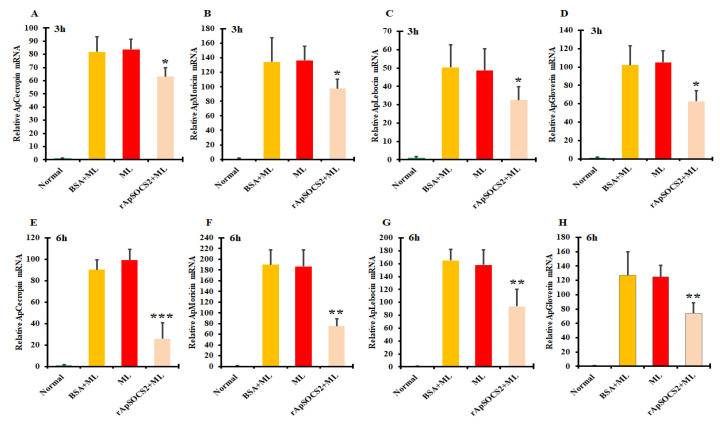 A
3h
Relative ApCecropin mRNA
90
80
70
60
50
40
30
20
10
0
*
Normal
BSA+ML
ML
rApSOCS2+ML
B
3h
Relative ApMoricin mRNA
140
120
100
80
60
40
20
0
*
Normal
BSA+ML
ML
rApSOCS2+ML
C
3h
Relative ApLebocin mRNA
70
60
50
40
30
20
10
0
*
Normal
BSA+ML
ML
rApSOCS2+ML
D
3h
Relative ApGloverin mRNA
120
100
80
60
40
20
0
*
Normal
BSA+ML
ML
rApSOCS2+ML
E
6h
Relative ApCecropin mRNA
120
100
80
60
40
20
0
***
Normal
BSA+ML
ML
rApSOCS2+ML
F
6h
Relative ApMoricin mRNA
240
220
200
180
160
140
120
100
80
60
40
20
0
**
Normal
BSA+ML
ML
rApSOCS2+ML
G
6h
Relative ApLebocin mRNA
200
180
160
140
120
100
80
60
40
20
0
**
Normal
BSA+ML
ML
rApSOCS2+ML
H
6h
Relative ApGloverin mRNA
180
160
140
120
100
80
60
40
20
0
**
Normal
BSA+ML
ML
rApSOCS2+ML